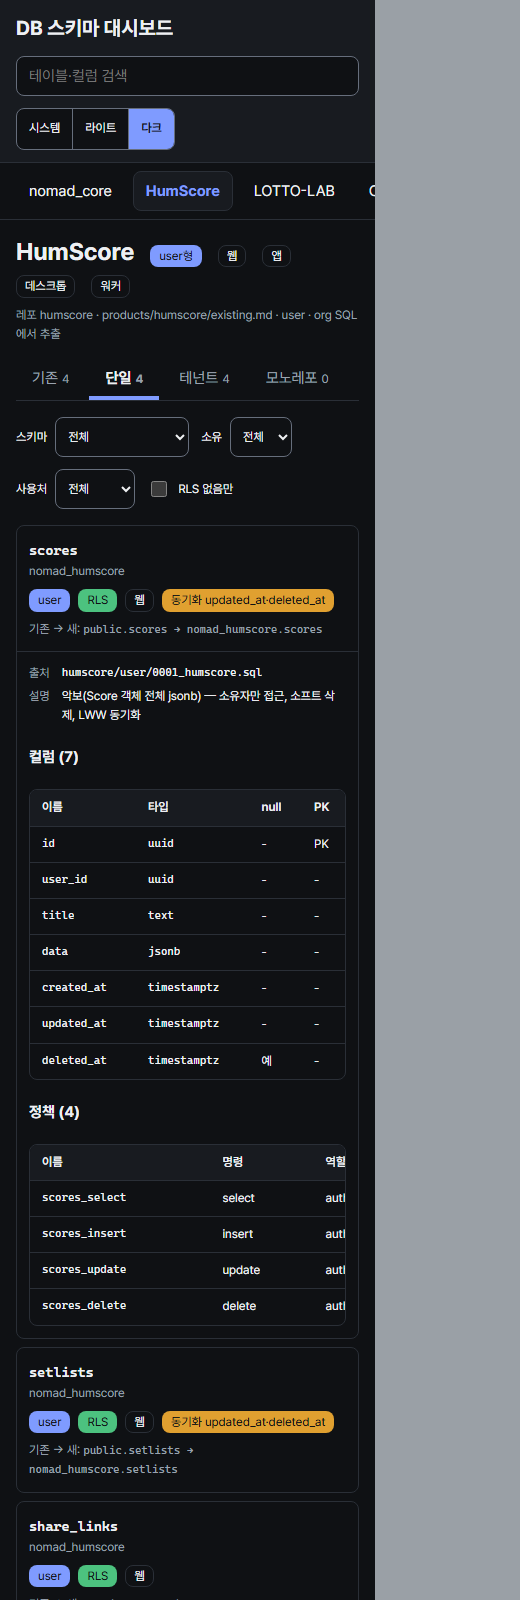 DB 스키마 대시보드
테이블·컬럼 검색
시스템 라이트 다크
nomad_core HumScore LOTTO-LAB
HumScore user형 웹 앱
데스크톱 워커
레포 humscore · products/humscore/existing.md · user · org SQL
에서 추출
기존 4 단일 4 테넌트 4 모노레포 0
스키마 전체 소유 전체
사용처 전체 RLS 없음만
scores
nomad_humscore
user RLS 웹 동기화 updated_at·deleted_at
기존 → 새: public.scores → nomad_humscore.scores
출처 humscore/user/0001_humscore.sql
설명 악보(Score 객체 전체 jsonb) — 소유자만 접근, 소프트 삭
제, LWW 동기화
컬럼 (7)
이름 타입 null PK
id uuid - PK
user_id uuid - -
title text - -
data jsonb - -
created_at timestamptz - -
updated_at timestamptz - -
deleted_at timestamptz 예 -
정책 (4)
이름 명령 역할
scores_select select
scores_insert insert
scores_update update
scores_delete delete
setlists
nomad_humscore
user RLS 웹 동기화 updated_at·deleted_at
기존 → 새: public.setlists →
nomad_humscore.setlists
share_links
nomad_humscore
user RLS 웹